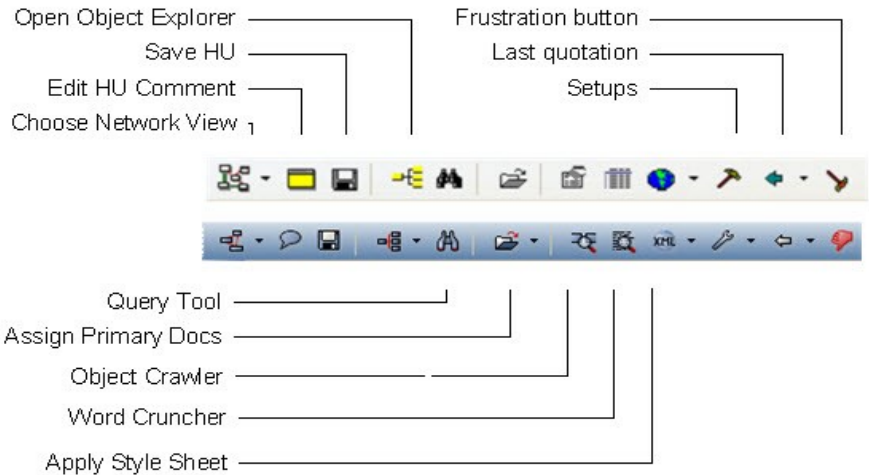 Open Object Explorer
Save HU
Edit HU Comment
Choose Network View
Frustration button
Last quotation
Setups
XML
Query Tool
Assign Primary Docs
Object Crawler
Word Cruncher
Apply Style Sheet